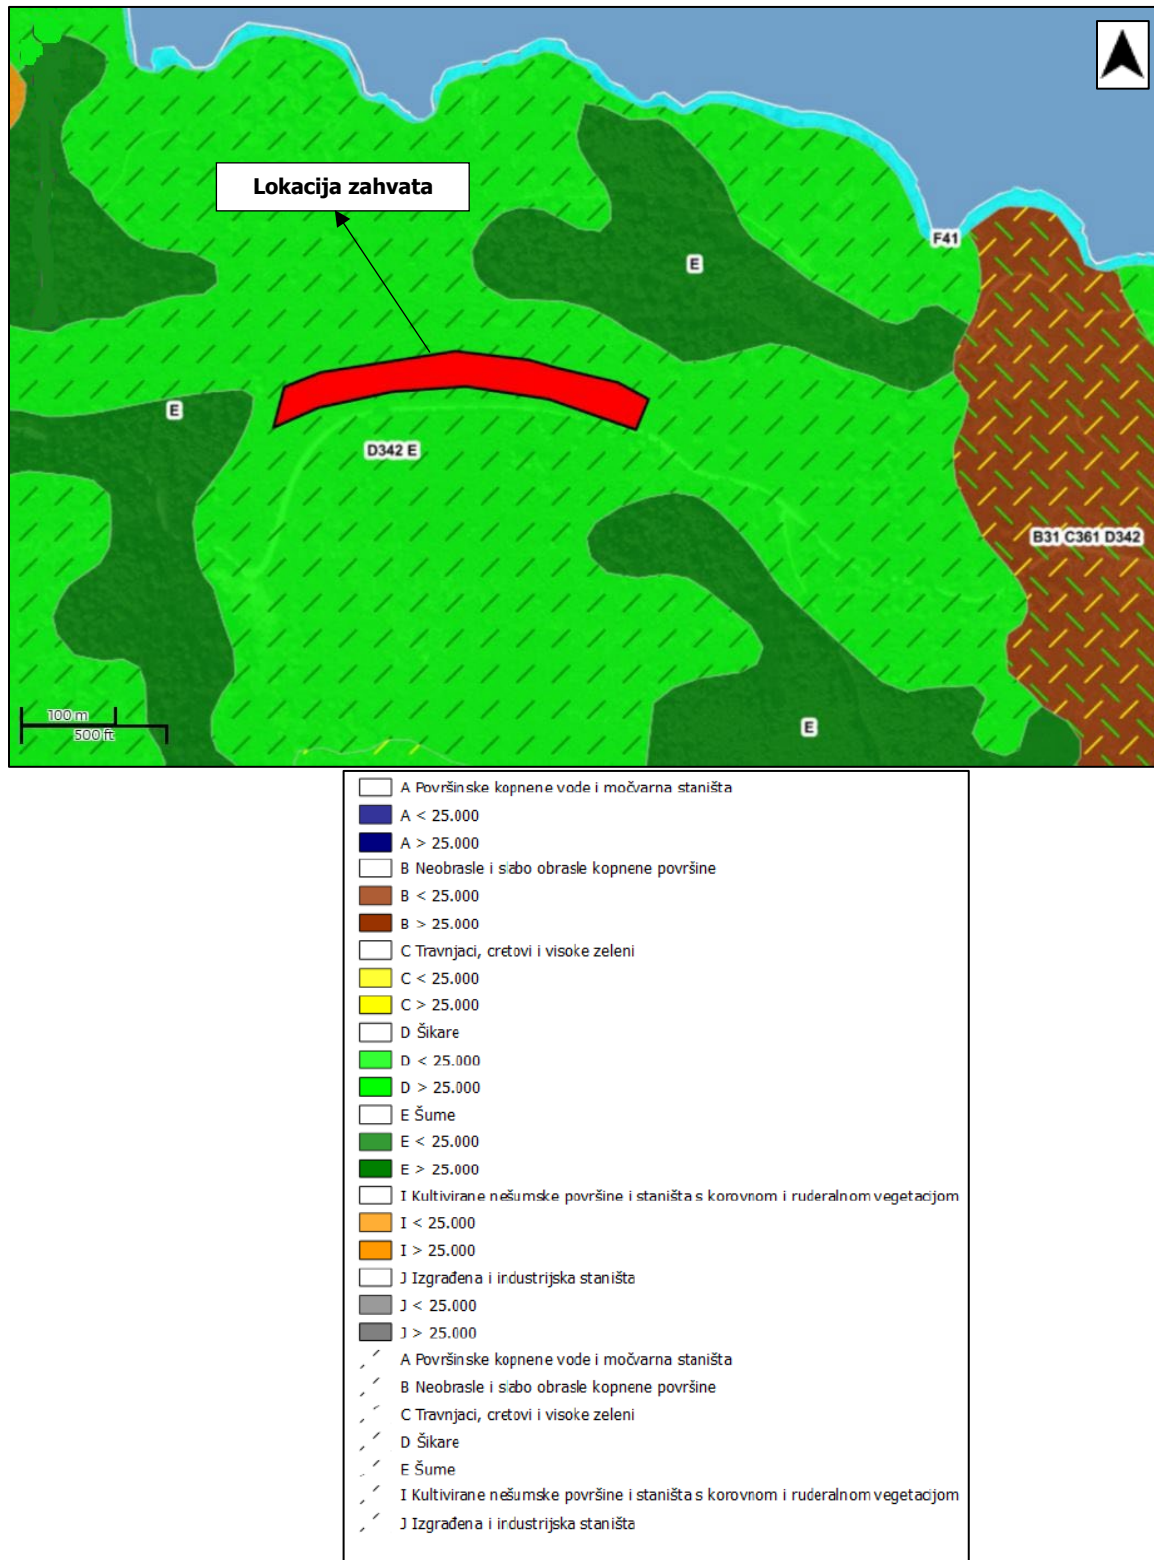 Lokacija zahvata
F41
E
E
D342 E
B31 C361 D342
E
100 m
500 ft
A Površinske kopnene vode i močvarna staništa
A < 25.000
A > 25.000
B Neobrasle i slabo obrasle kopnene površine
B < 25.000
B > 25.000
C Travnjaci, cretovi i visoke zeleni
C < 25.000
C > 25.000
D Šikare
D < 25.000
D > 25.000
E Šume
E < 25.000
E > 25.000
I Kultivirane nešumske površine i staništa s korovnom i ruderalnom vegetacijom
I < 25.000
I > 25.000
J Izgrađena i industrijska staništa
J < 25.000
J > 25.000
A Površinske kopnene vode i močvarna staništa
B Neobrasle i slabo obrasle kopnene površine
C Travnjaci, cretovi i visoke zeleni
D Šikare
E Šume
I Kultivirane nešumske površine i staništa s korovnom i ruderalnom vegetacijom
J Izgrađena i industrijska staništa